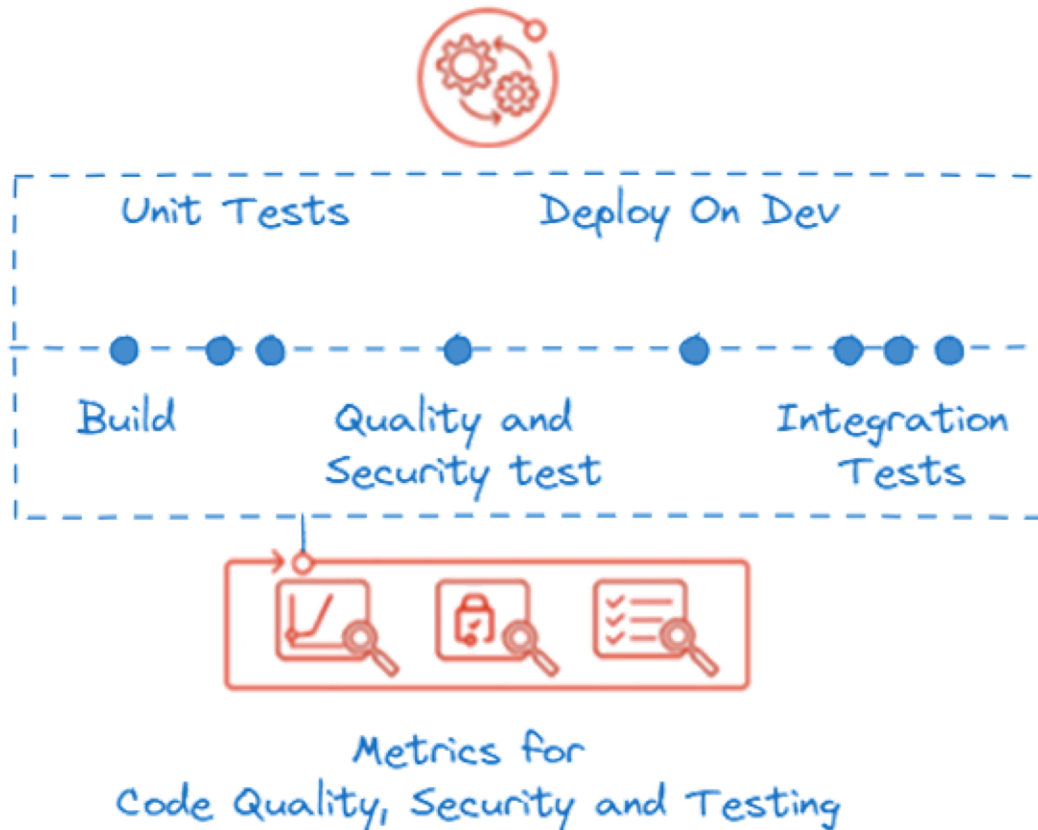 Unit Tests
Deploy On Dev
Build
Quality and
Security test
Integration
Tests
Metrics for
Code Quality, Security and Testing